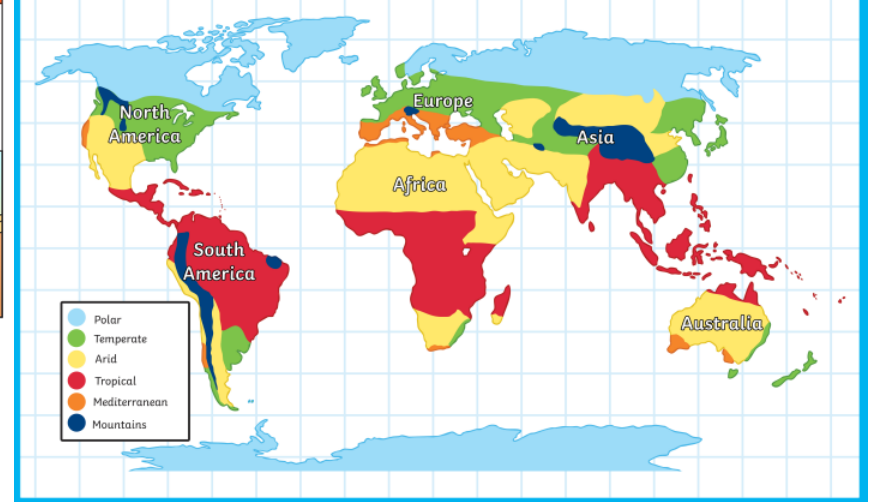 North
America
Europe
Asia
Africa
South
America
Australia
Polar
Temperate
Arid
Tropical
Mediterranean
Mountains